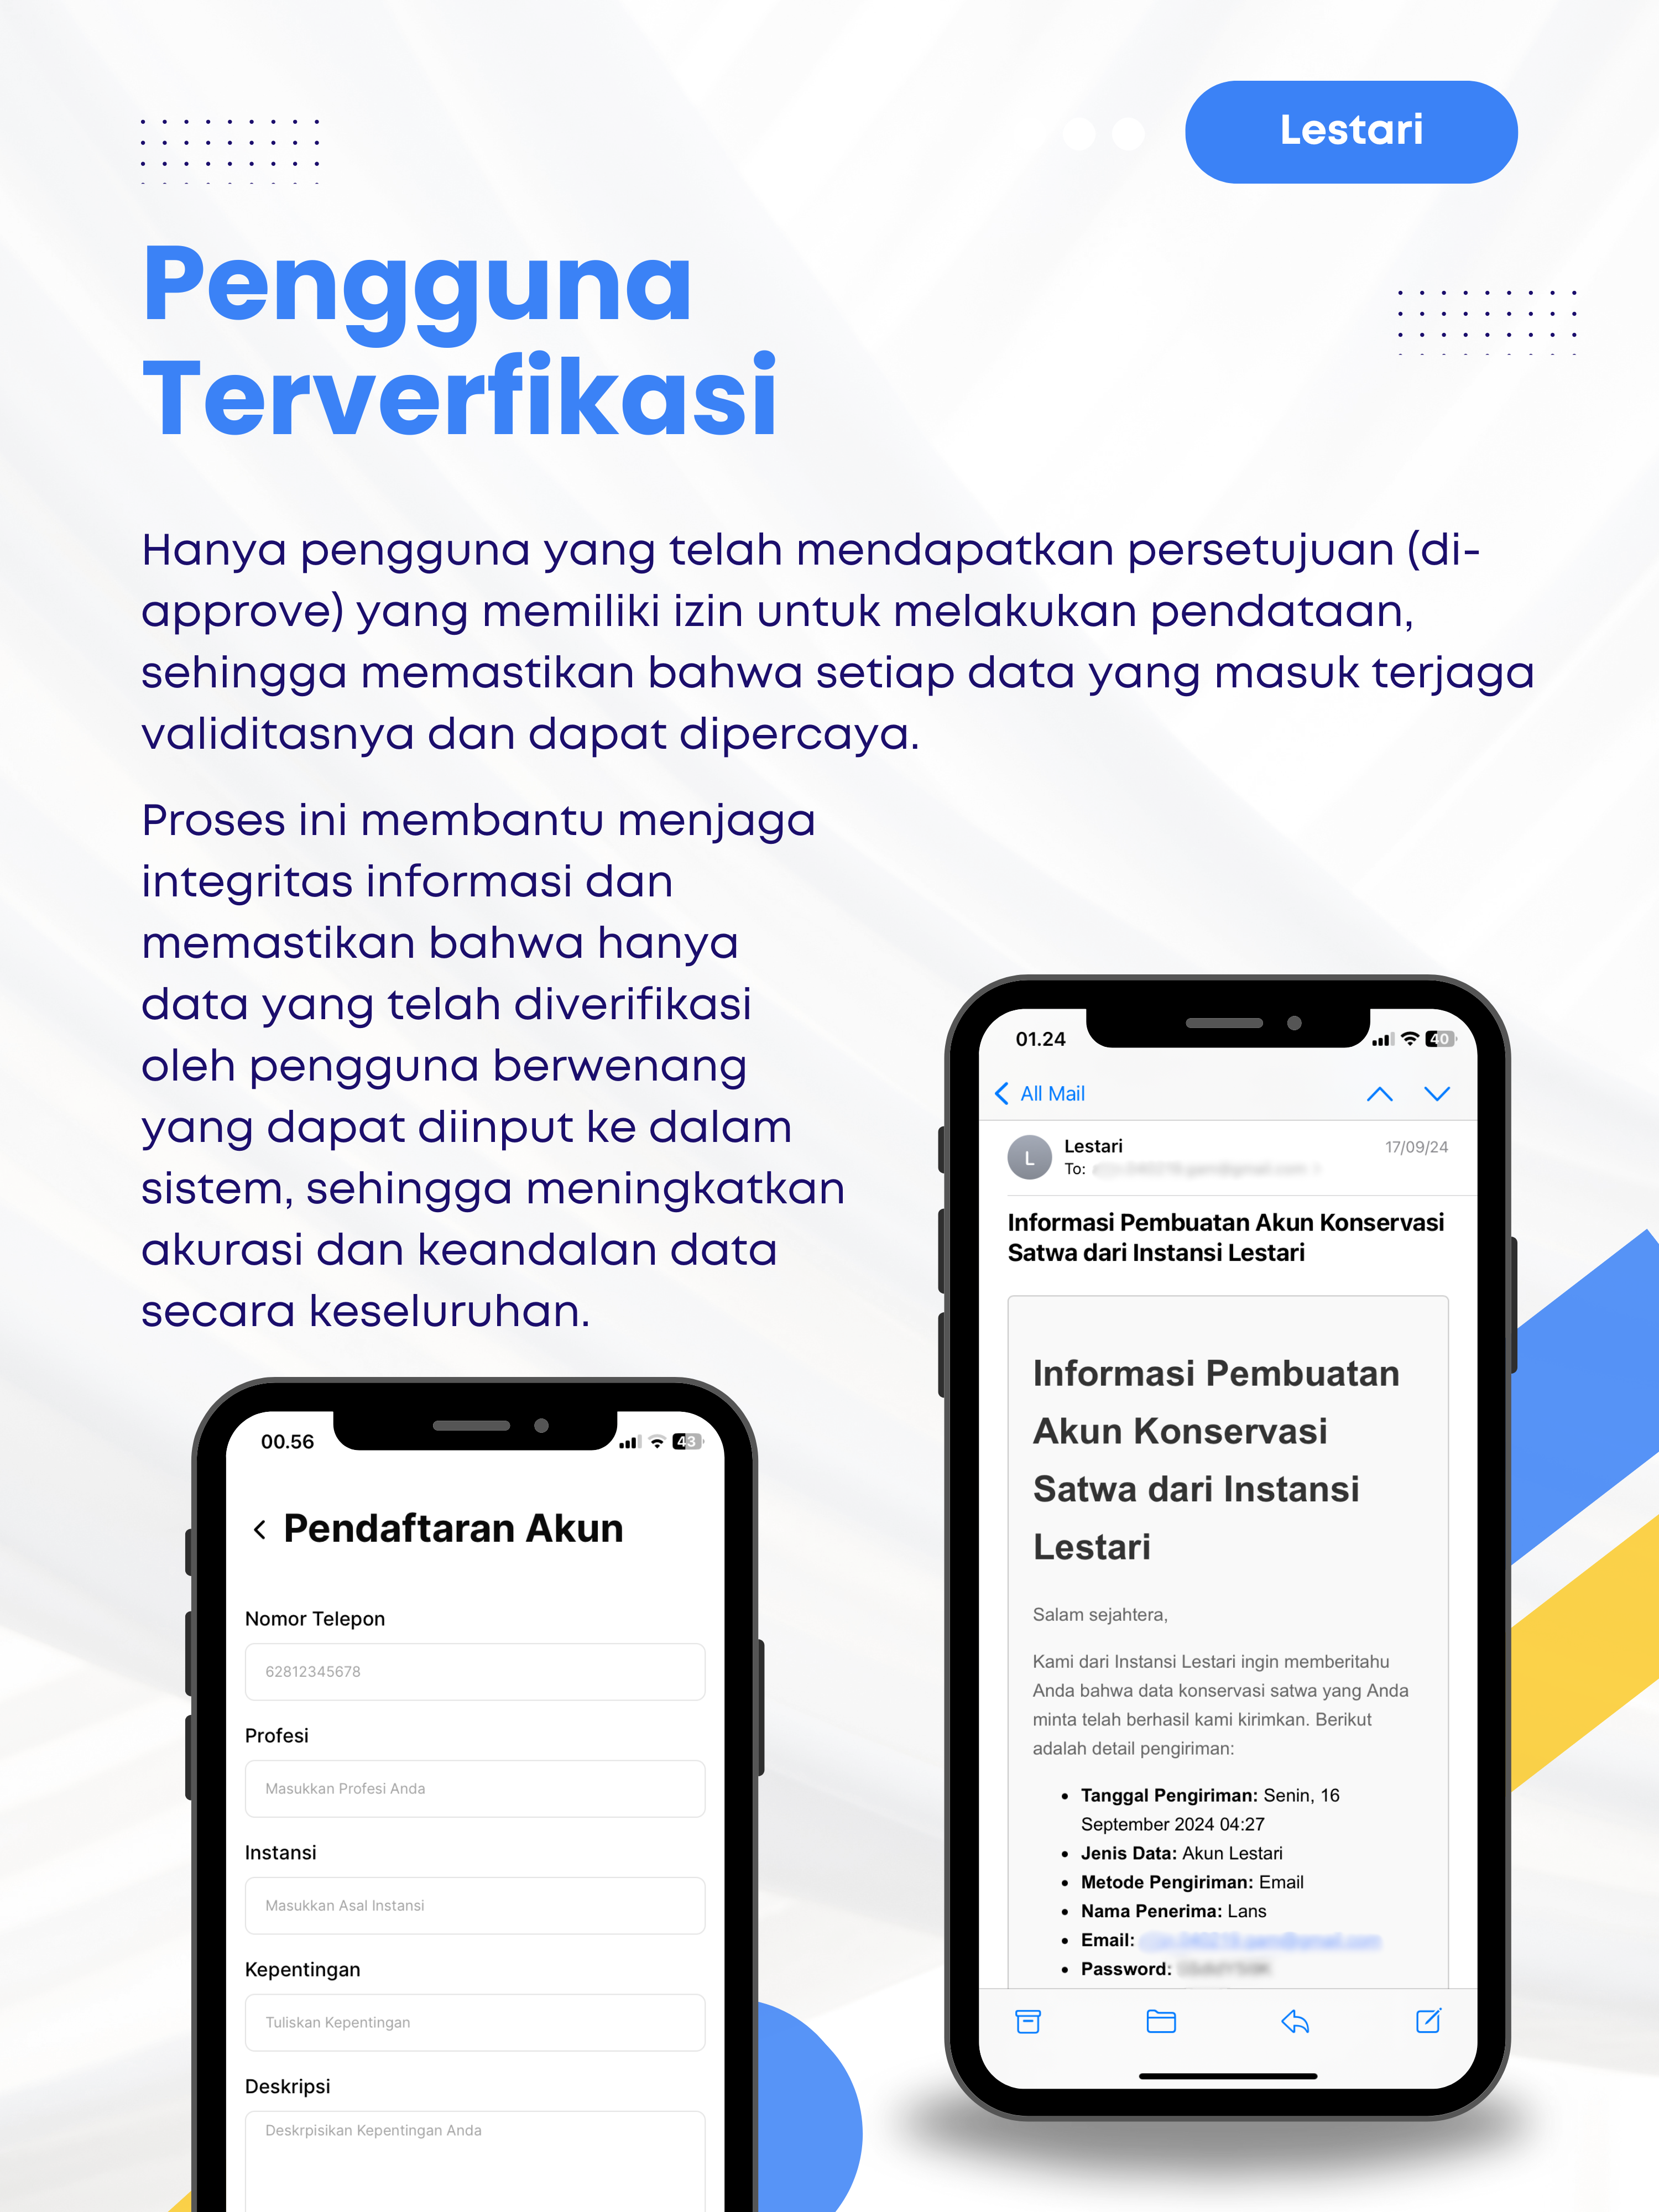 Lestari
Pengguna
Terverfikasi
Hanya pengguna yang telah mendapatkan persetujuan (di-
approve) yang memiliki izin untuk melakukan pendataan,
sehingga memastikan bahwa setiap data yang masuk terjaga
validitasnya dan dapat dipercaya.
Proses ini membantu menjaga
integritas informasi dan
memastikan bahwa hanya
data yang telah diverifikasi
oleh pengguna berwenang
yang dapat diinput ke dalam
sistem, sehingga meningkatkan
akurasi dan keandalan data
secara keseluruhan.
00.56
43
Pendaftaran Akun
Nomor Telepon
62812345678
Profesi
Masukkan Profesi Anda
Instansi
Masukkan Asal Instansi
Kepentingan
Tuliskan Kepentingan
Deskripsi
Deskrpisikan Kepentingan Anda
01.24
40
All Mail
L
Lestari
17/09/24
To:
Informasi Pembuatan Akun Konservasi
Satwa dari Instansi Lestari
Informasi Pembuatan
Akun Konservasi
Satwa dari Instansi
Lestari
Salam sejahtera,
Kami dari Instansi Lestari ingin memberitahu
Anda bahwa data konservasi satwa yang Anda
minta telah berhasil kami kirimkan. Berikut
adalah detail pengiriman:
• Tanggal Pengiriman: Senin, 16
September 2024 04:27
• Jenis Data: Akun Lestari
• Metode Pengiriman: Email
• Nama Penerima: Lans
• Email:
• Password: